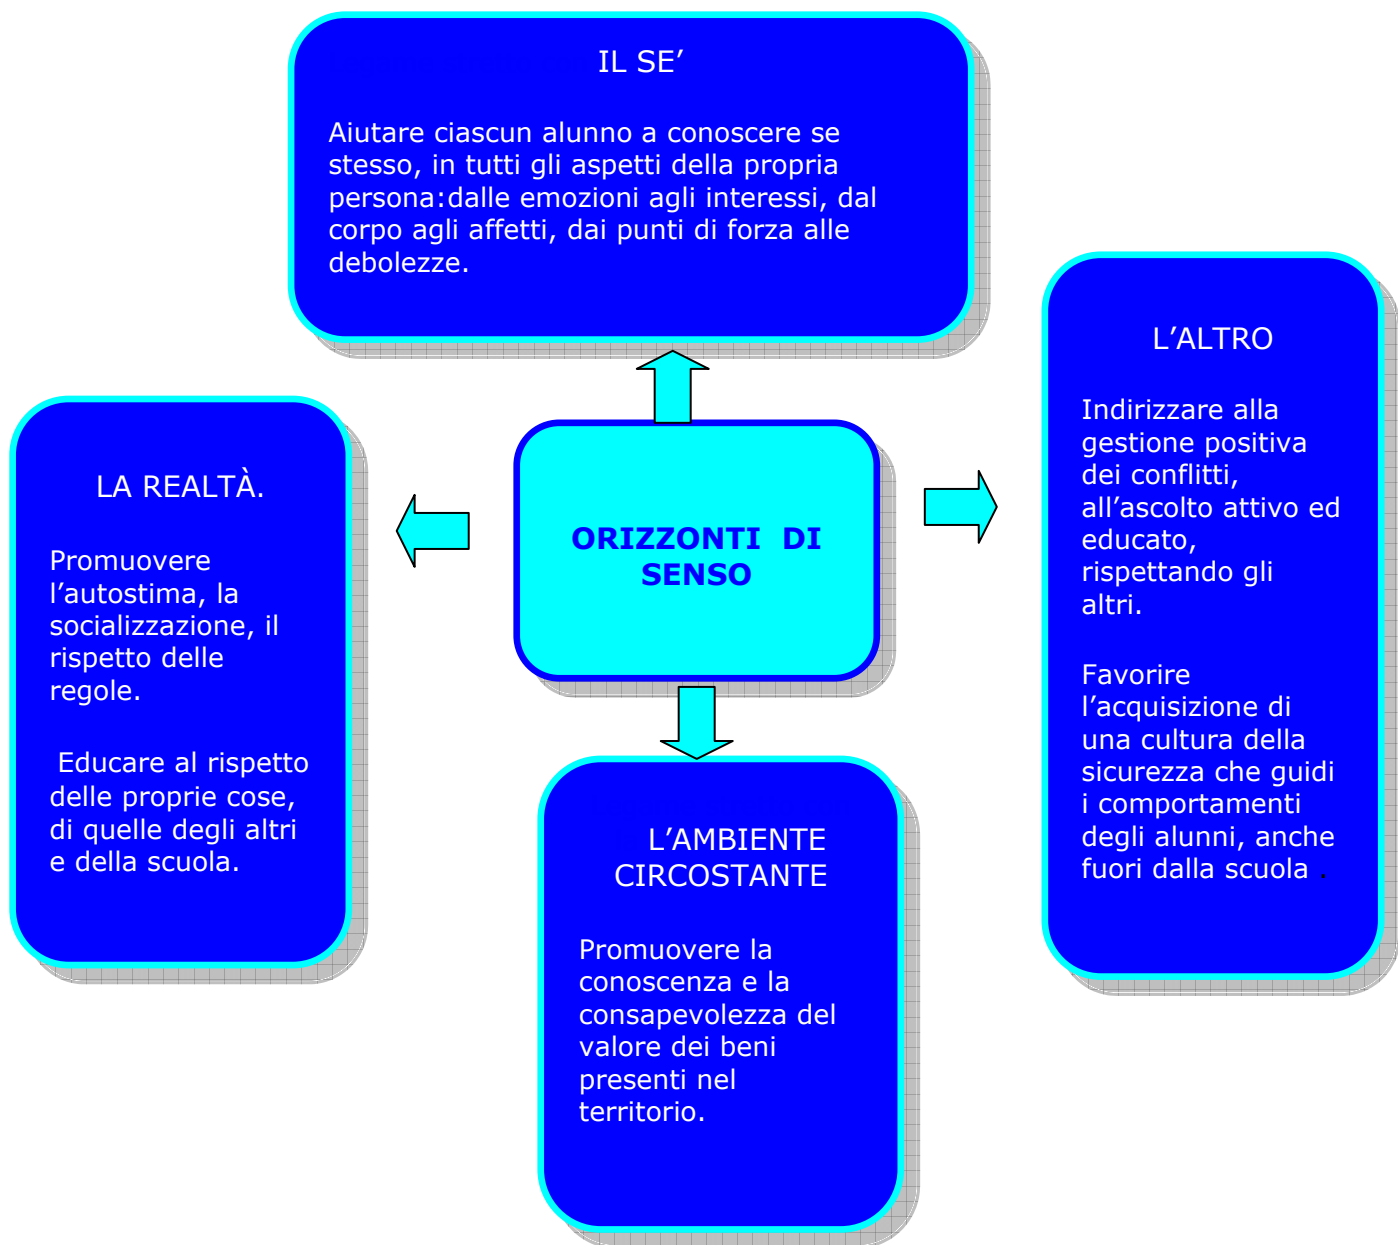 IL SE’
Aiutare ciascun alunno a conoscere se
stesso, in tutti gli aspetti della propria
persona:dalle emozioni agli interessi, dal
corpo agli affetti, dai punti di forza alle
debolezze.
L’ALTRO
Indirizzare alla
gestione positiva
dei conflitti,
all’ascolto attivo ed
educato,
rispettando gli
altri.
Favorire
l’acquisizione di
una cultura della
sicurezza che guidi
i comportamenti
degli alunni, anche
fuori dalla scuola .
LA REALTÀ.
Promuovere
l’autostima, la
socializzazione, il
rispetto delle
regole.
Educare al rispetto
delle proprie cose,
di quelle degli altri
e della scuola.
ORIZZONTI DI
SENSO
L’AMBIENTE
CIRCOSTANTE
Promuovere la
conoscenza e la
consapevolezza del
valore dei beni
presenti nel
territorio.